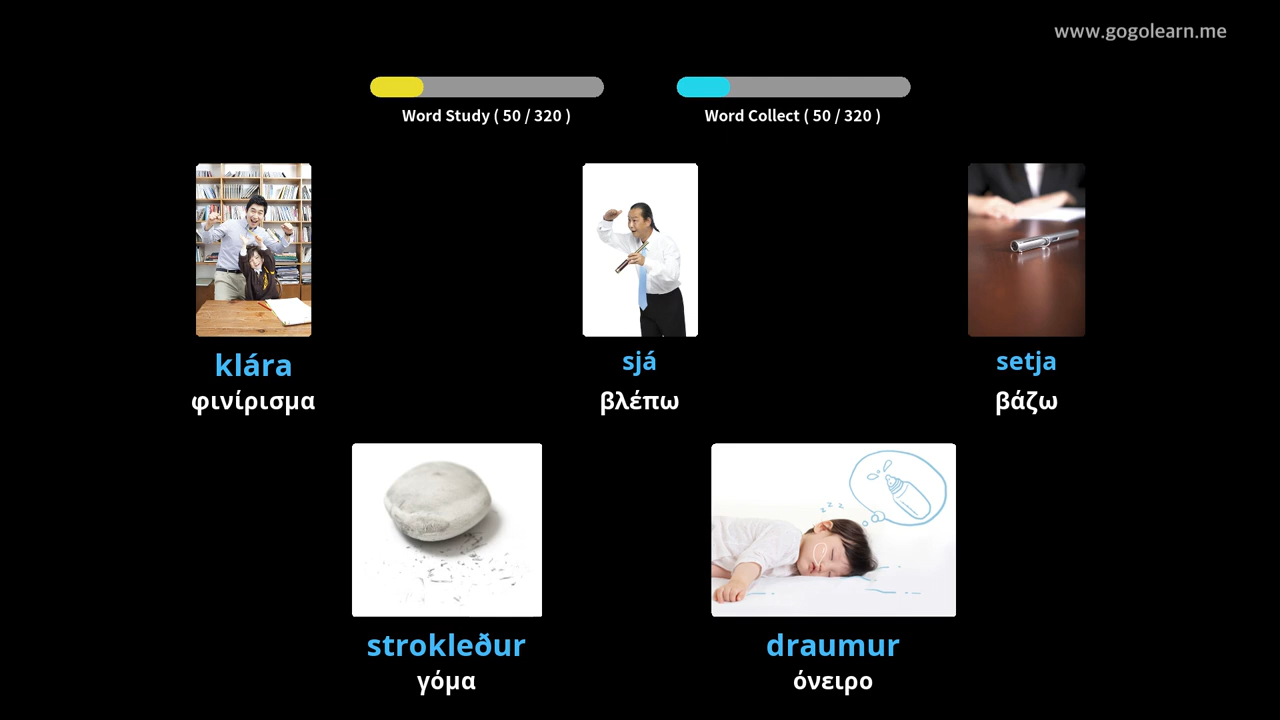 www.gogolearn.me
Word Study ( 50 / 320 )
Word Collect ( 50 / 320 )
klára
φινίρισμα
sjá
βλέπω
setja
βάζω
strokleður
γόμα
draumur
όνειρο